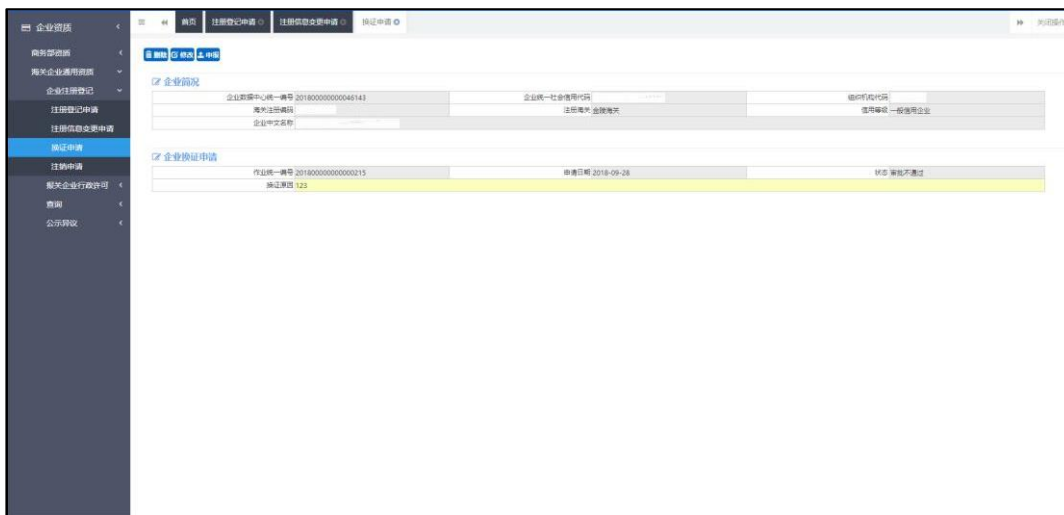 企业资质
首页 注册登记申请 注册信息变更申请 换证申请
关闭操作
商务部资质
海关企业通用资质
企业注册登记
注册登记申请
注册信息变更申请
换证申请
注销申请
报关企业行政许可
查询
公示异议
删除 修改 申报
企业简况
企业数据中心统一编号 201800000000046143 企业统一社会信用代码 组织机构代码
海关注册编码 注册海关 金陵海关 信用等级 一般信用企业
企业中文名称
企业换证申请
作业统一编号 201800000000000215 申请日期 2018-09-28 状态 审批不通过
换证原因 123